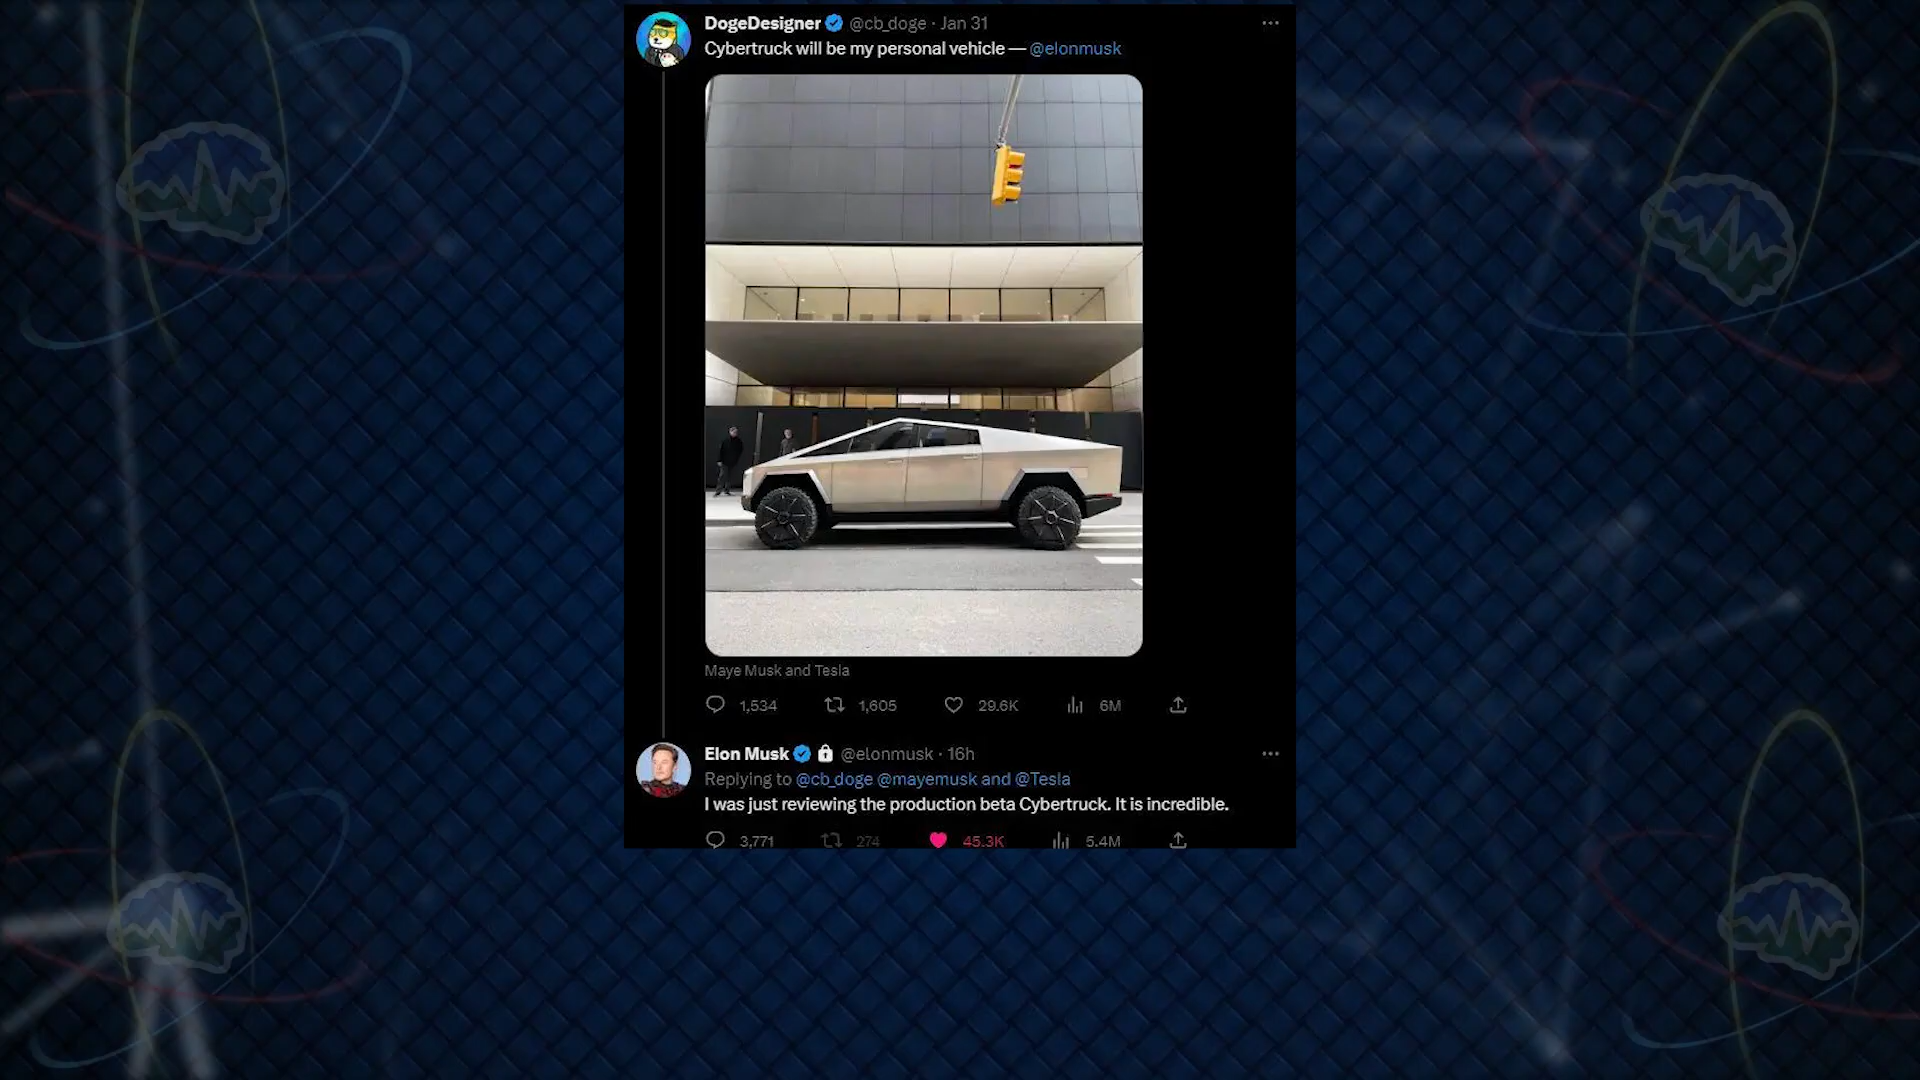 DogeDesigner @cb_doge · Jan 31
Cybertruck will be my personal vehicle — @elonmusk
Maye Musk and Tesla
1,534 1,605 29.6K 6M
Elon Musk @elonmusk · 16h
Replying to @cb_doge @mayemusk and @Tesla
I was just reviewing the production beta Cybertruck. It is incredible.
3,771 274 45.3K 5.4M